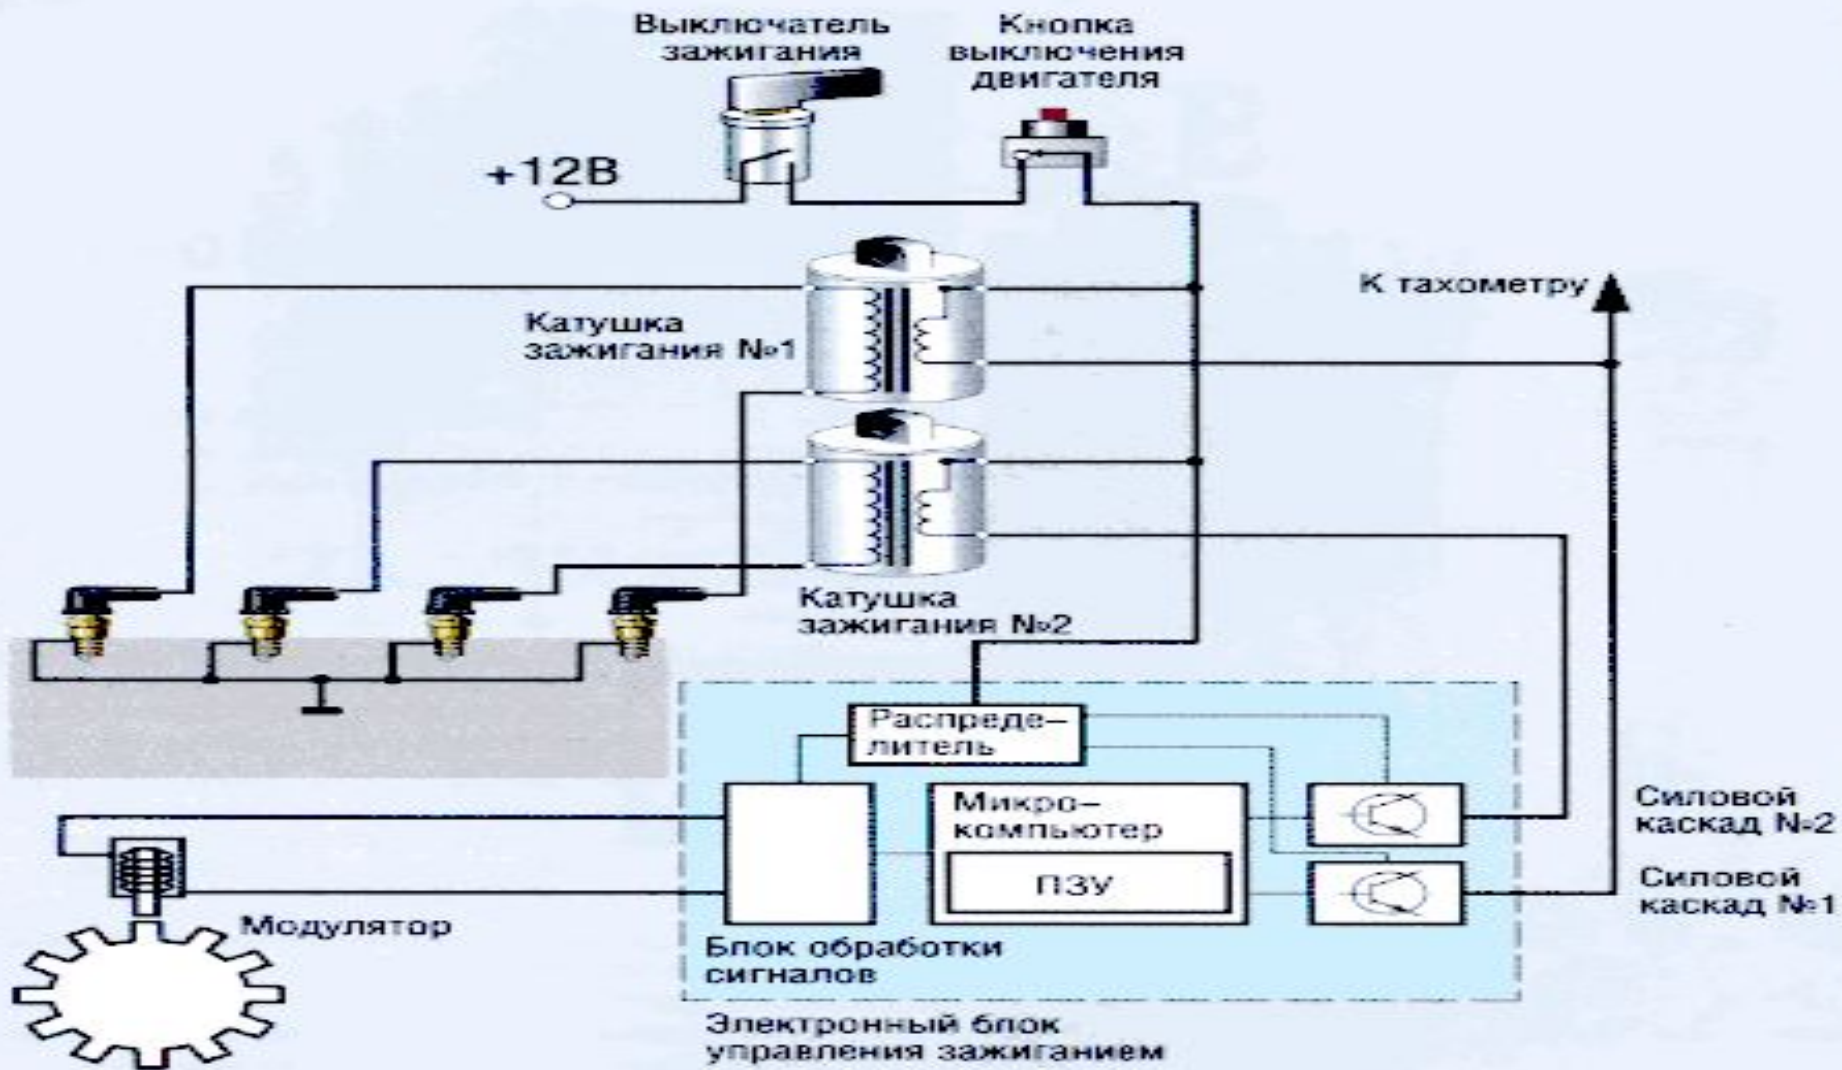 Выключатель
зажигания
Кнопка
выключения
двигателя
+12В
К тахометру
Катушка
зажигания №1
Катушка
зажигания №2
Распреде-
литель
Микро-
компьютер
ПЗУ
Силовой
каскад №2
Силовой
каскад №1
Модулятор
Блок обработки
сигналов
Электронный блок
управления зажиганием